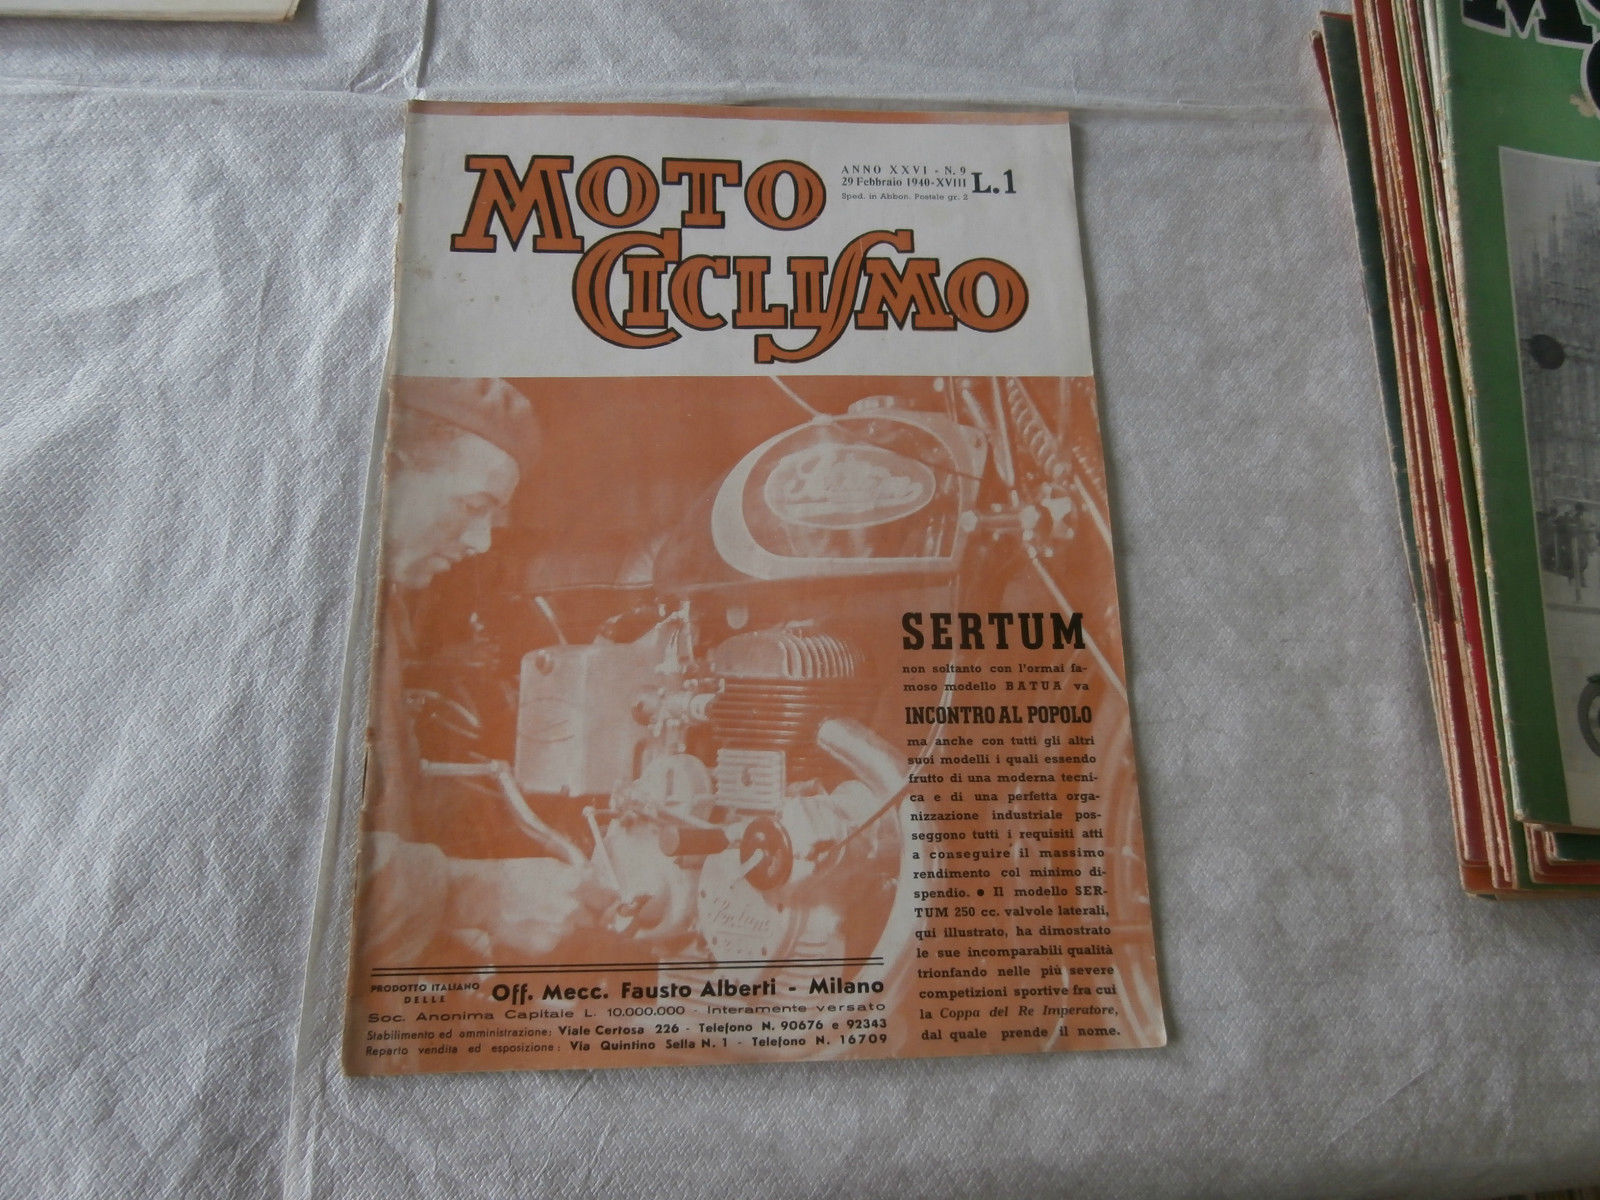 MOTO
CICLISMO
ANNO XXVI - N. 9
29 Febbraio 1940-XVIII
L.1
Sped. in Abbon. Postale gr. 2
SERTUM
non soltanto con l'ormai fa-
moso modello BATUA va
INCONTRO AL POPOLO
ma anche con tutti gli altri
suoi modelli i quali essendo
frutto di una moderna tecni-
ca e di una perfetta orga-
nizzazione industriale pos-
seggono tutti i requisiti atti
a conseguire il massimo
rendimento col minimo di-
spendio. ● Il modello SER-
TUM 250 cc. valvole laterali,
qui illustrato, ha dimostrato
le sue incomparabili qualità
trionfando nelle più severe
competizioni sportive fra cui
la Coppa del Re Imperatore,
dal quale prende il nome.
PRODOTTO ITALIANO
DELLE
Off. Mecc. Fausto Alberti - Milano
Soc. Anonima Capitale L. 10.000.000 - Interamente versato
Stabilimento ed amministrazione: Viale Certosa 226 - Telefono N. 90676 e 92343
Reparto vendita ed esposizione: Via Quintino Sella N. 1 - Telefono N. 16709